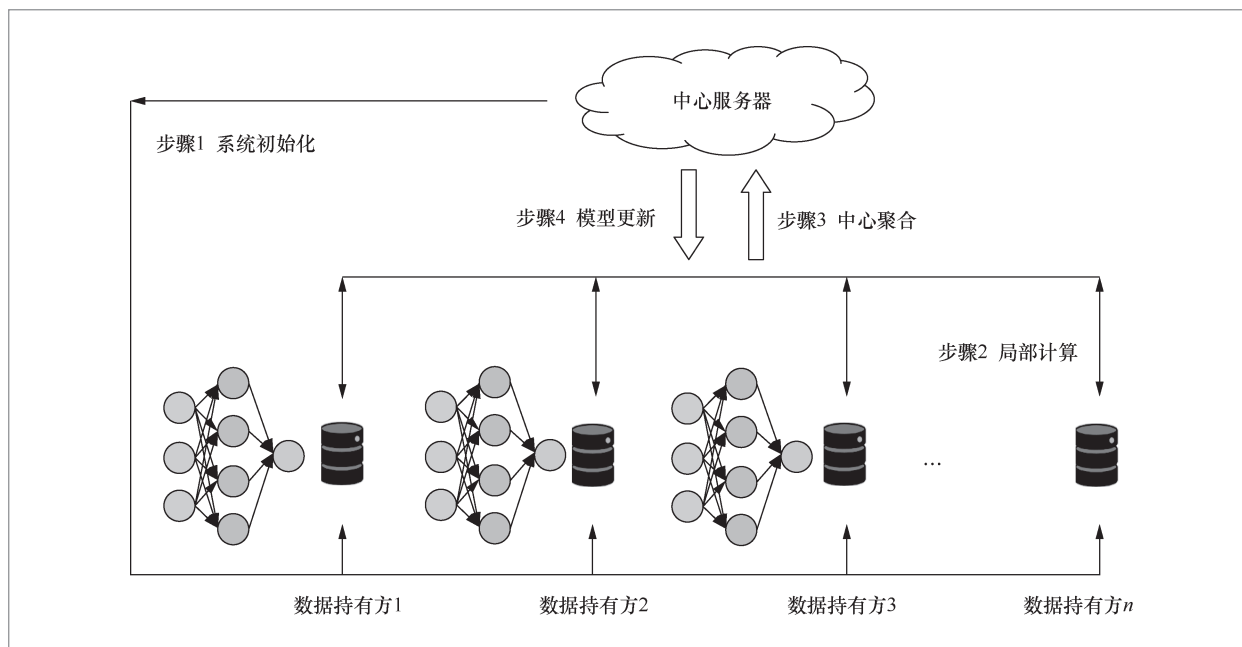 中心服务器
步骤1 系统初始化
步骤4 模型更新
步骤3 中心聚合
步骤2 局部计算
...
数据持有方1
数据持有方2
数据持有方3
数据持有方n